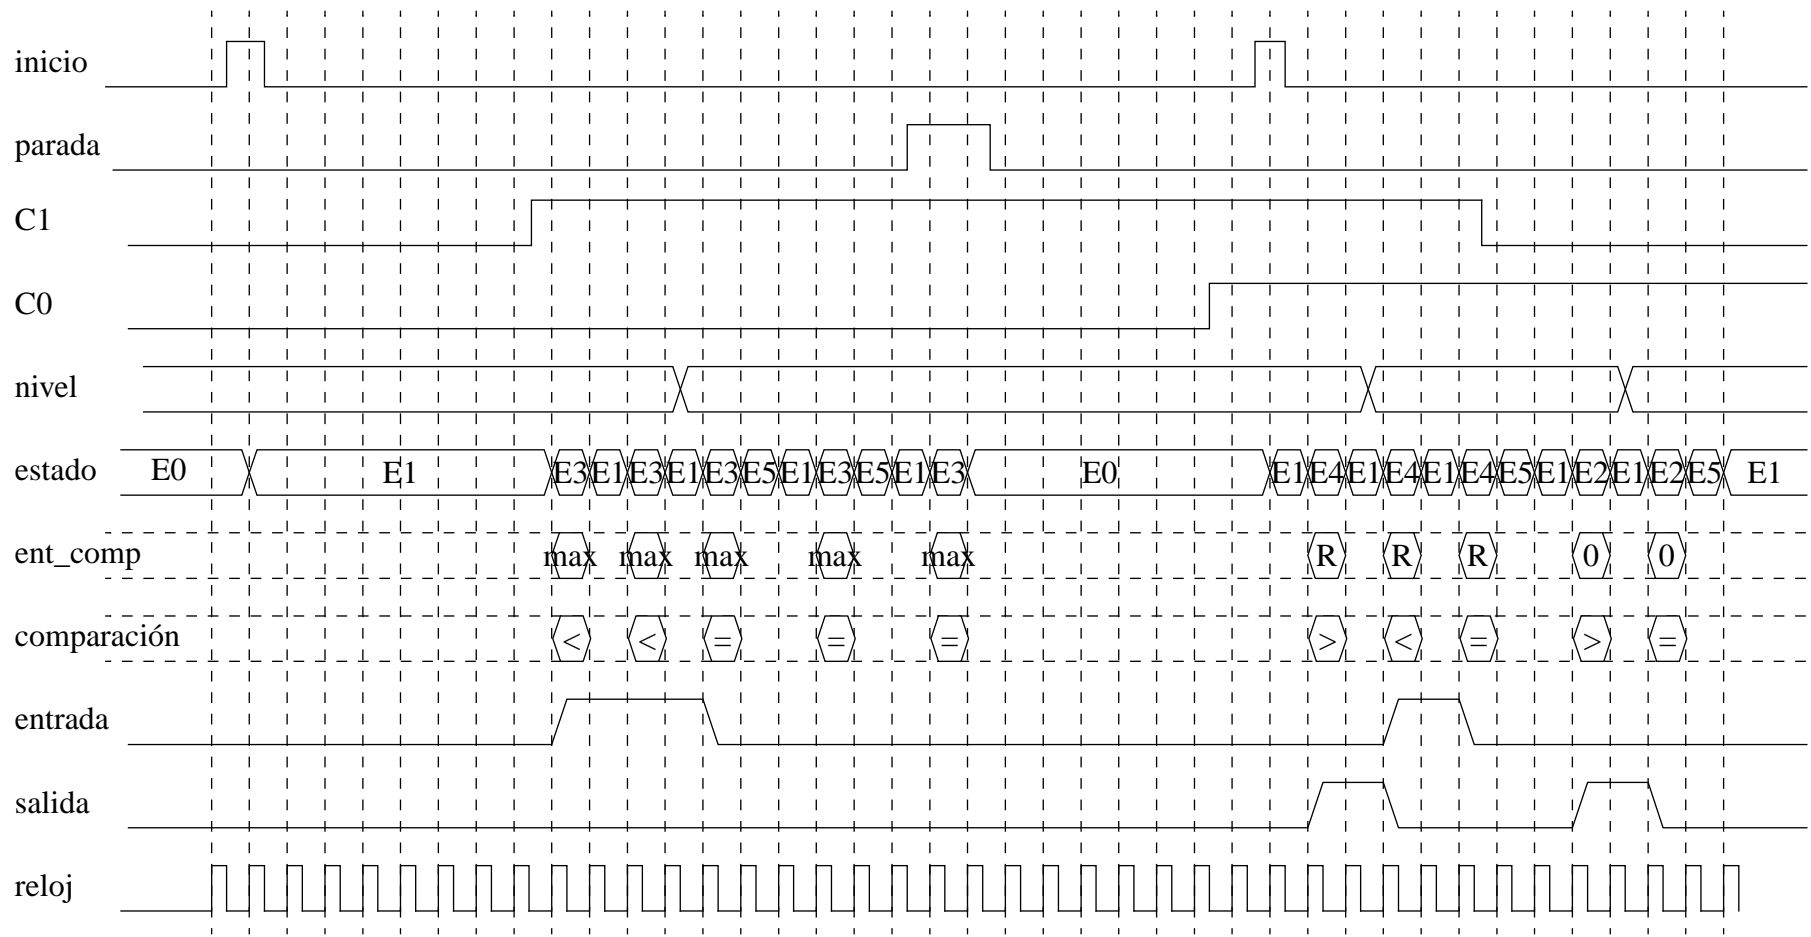 inicio
parada
C1
C0
nivel
estado E0 E1 E3 E1 E3 E1 E3 E5 E1 E3 E5 E1 E3 E0 E1 E4 E1 E4 E1 E4 E5 E1 E2 E1 E2 E5 E1
ent_comp max max max max max R R R 0 0
comparación < < = = = > < = > =
entrada
salida
reloj